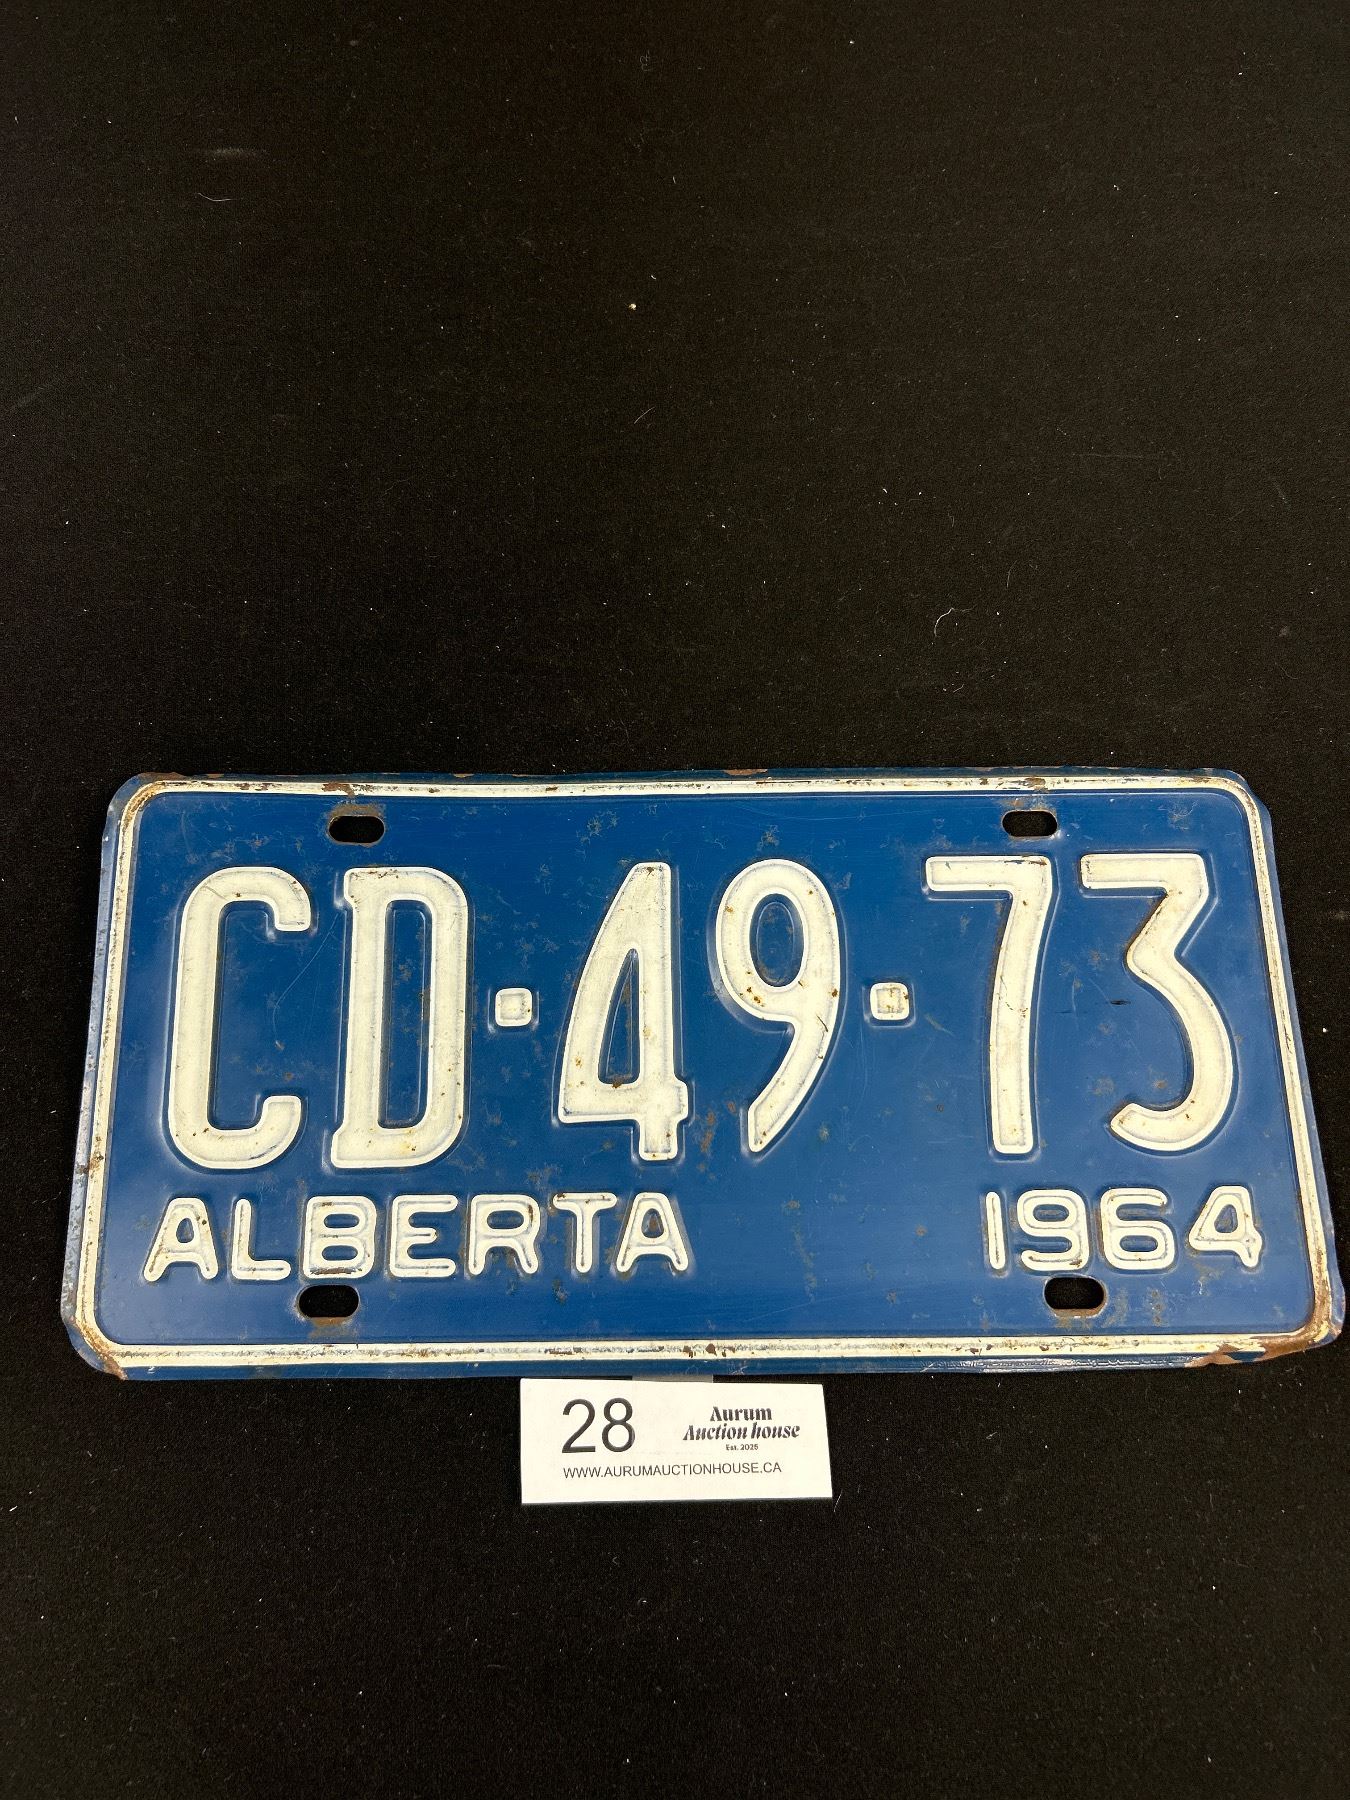 CD·49·73
ALBERTA 1964
28
Aurum
Auction house
Est. 2025
WWW.AURUMAUCTIONHOUSE.CA